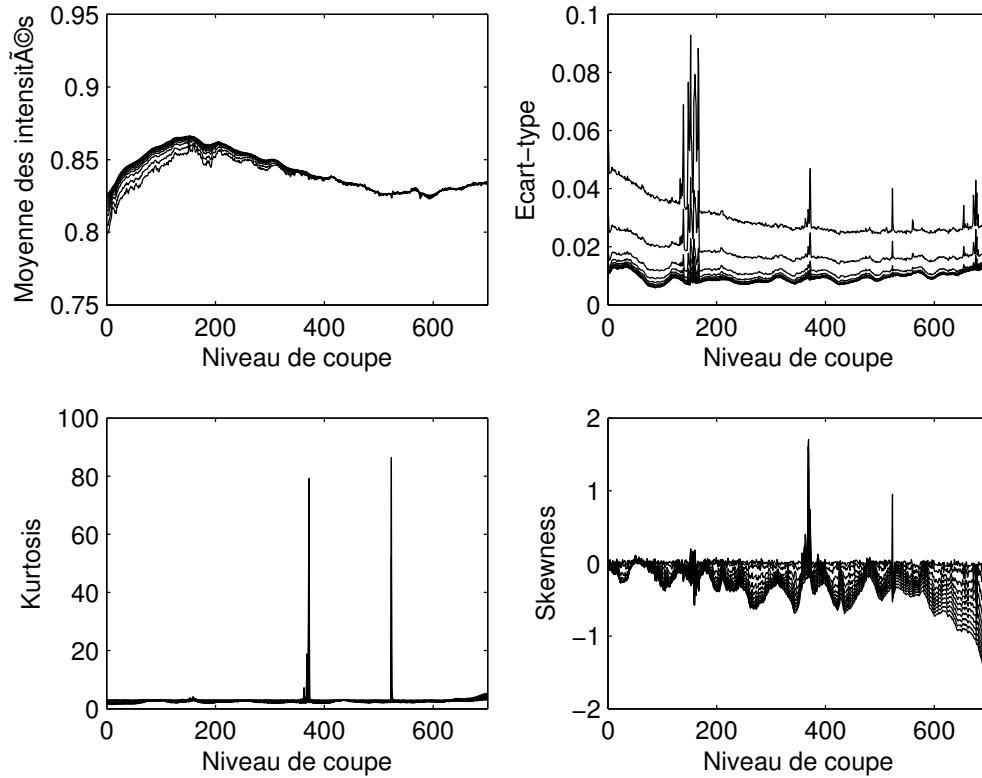 0.95
0.9
0.85
0.8
0.75
0 200 400 600
Moyenne des intensitÃ©s
Niveau de coupe
0.1
0.08
0.06
0.04
0.02
0
0 200 400 600
Ecart−type
Niveau de coupe
100
80
60
40
20
0
0 200 400 600
Kurtosis
Niveau de coupe
2
1
0
−1
−2
0 200 400 600
Skewness
Niveau de coupe